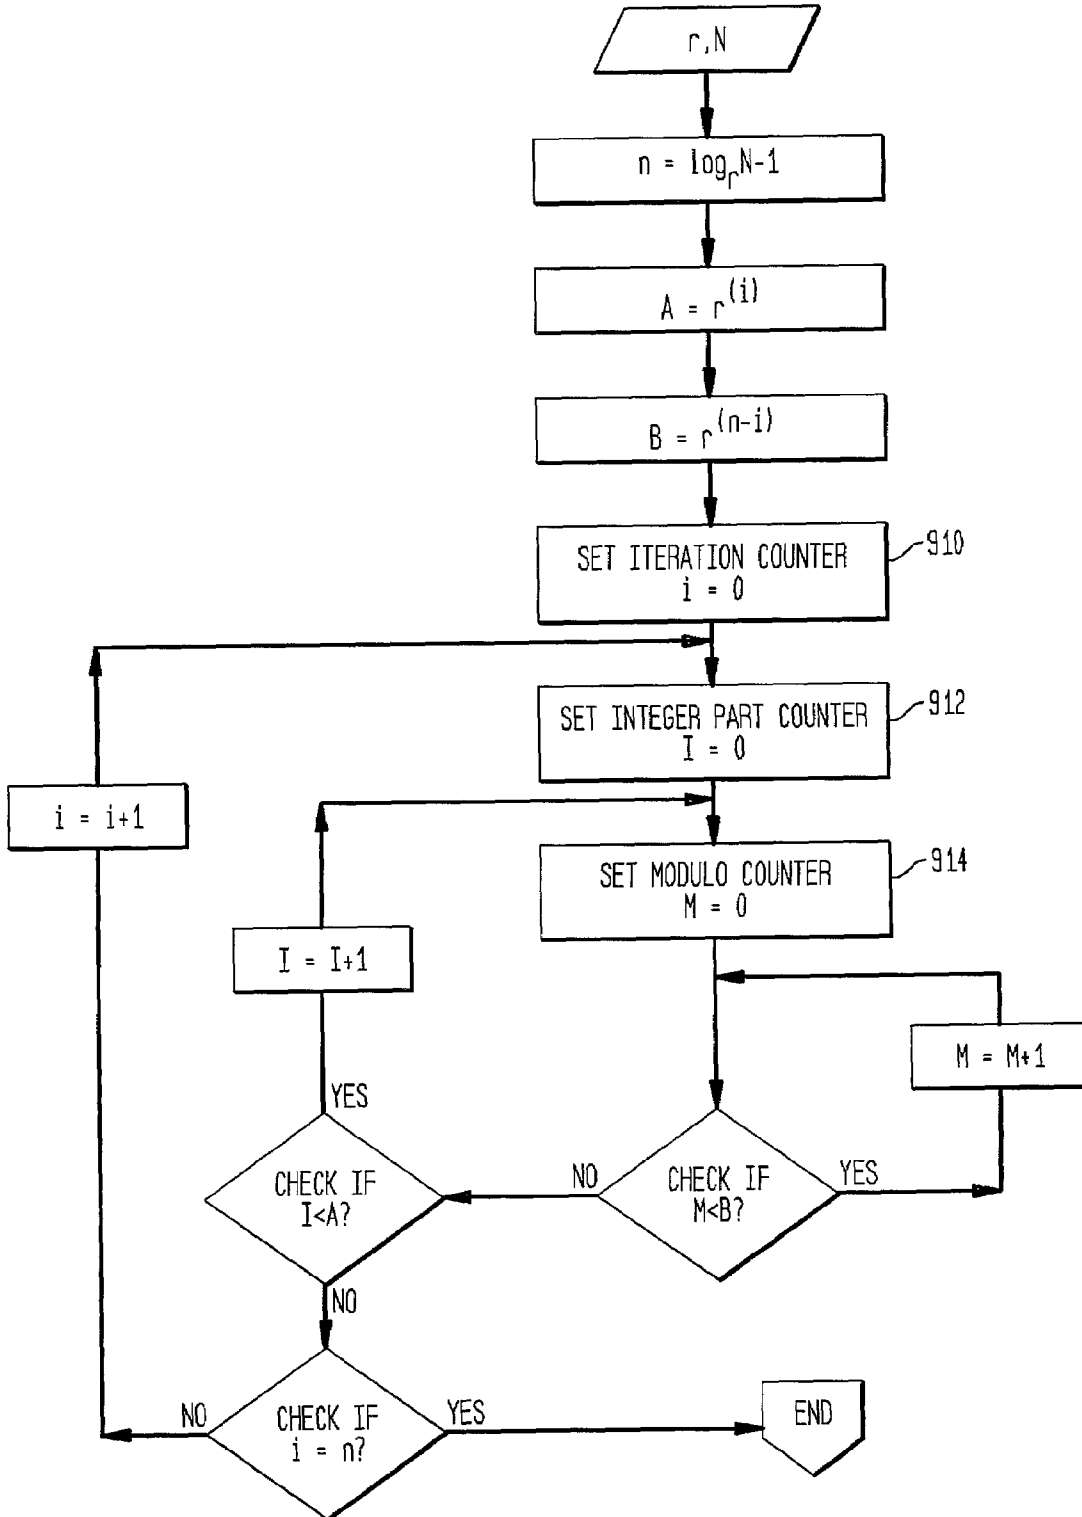 r,N
n = log_r N-1
A = r^(i)
B = r^(n-i)
SET ITERATION COUNTER
i = 0
910
SET INTEGER PART COUNTER
I = 0
912
i = i+1
SET MODULO COUNTER
M = 0
914
I = I+1
M = M+1
YES
CHECK IF
I<A?
NO
CHECK IF
M<B?
YES
NO
NO
CHECK IF
i = n?
YES
END